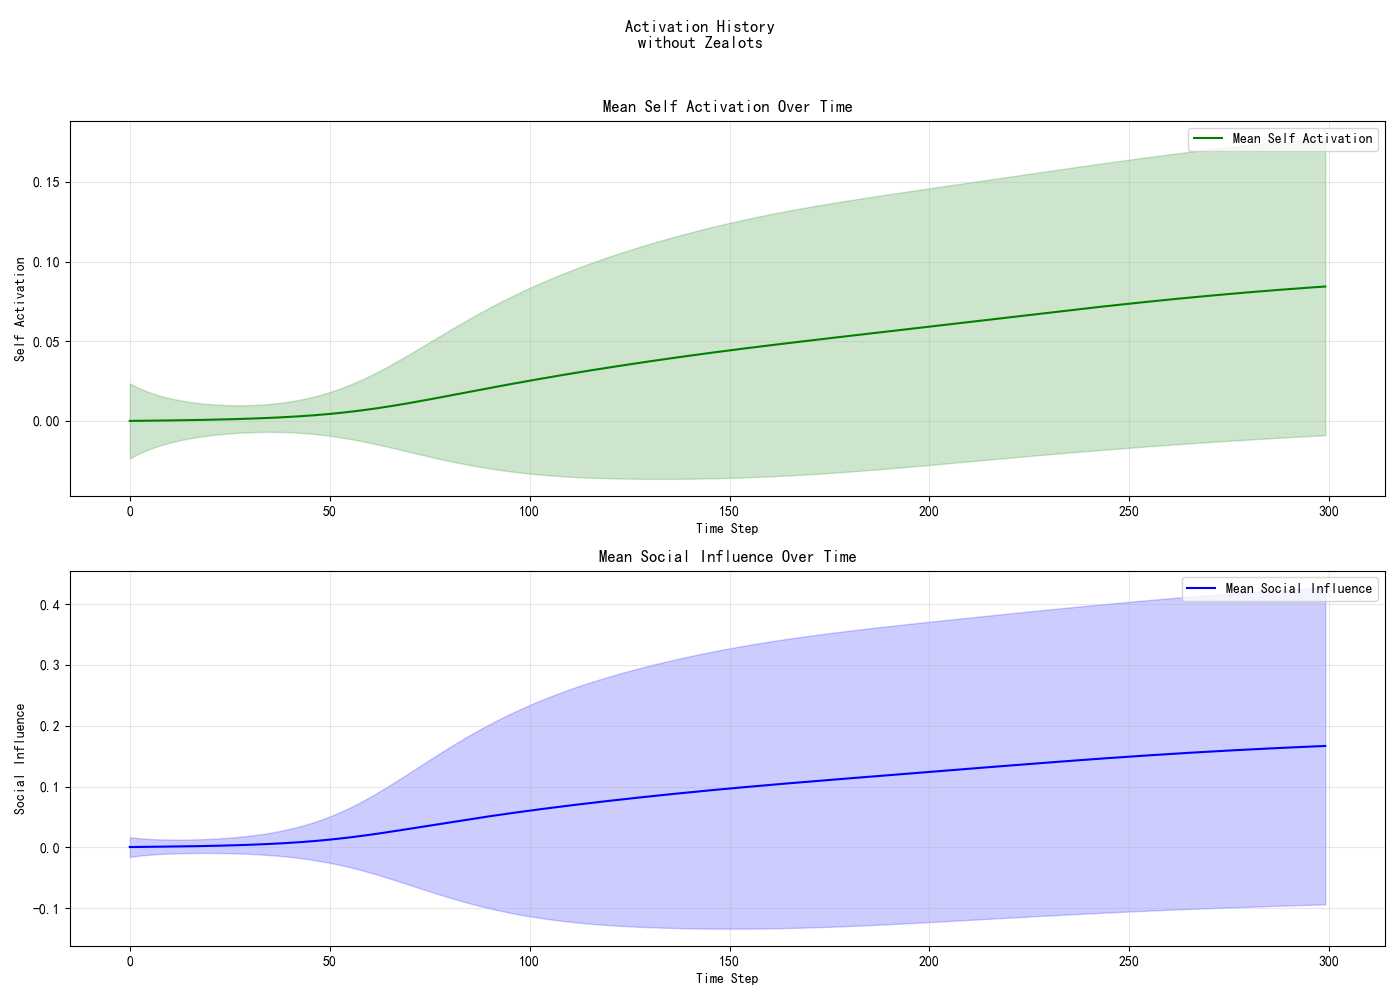 Activation History
without Zealots
Mean Self Activation Over Time
Mean Self Activation
Self Activation
0.15
0.10
0.05
0.00
0
50
100
150
200
250
300
Time Step
Mean Social Influence Over Time
Mean Social Influence
Social Influence
0.4
0.3
0.2
0.1
0.0
−0.1
0
50
100
150
200
250
300
Time Step